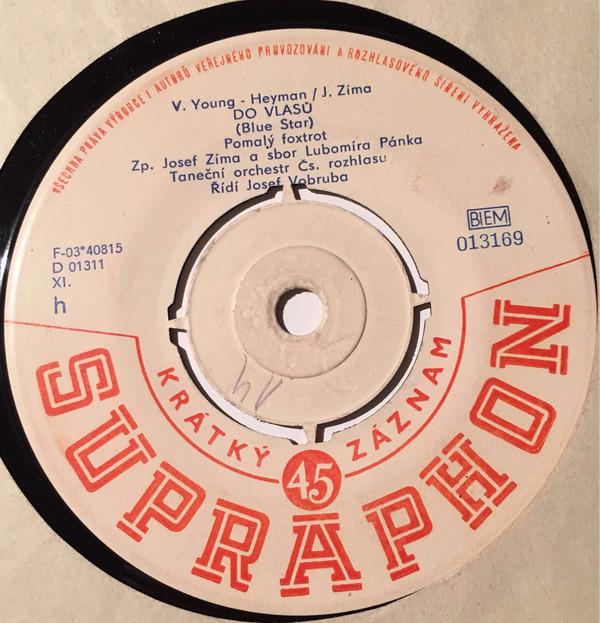 VŠECHNA PRÁVA VÝROBCE I AUTORŮ VEŘEJNÉHO PROVOZOVÁNÍ A ROZHLASOVÉHO ŠÍŘENÍ VYHRAŽENA
V. Young - Heyman / J. Zíma
DO VLASŮ
(Blue Star)
Pomalý foxtrot
Zp. Josef Zíma a sbor Lubomíra Pánka
Taneční orchestr Čs. rozhlasu
Řídí Josef Vobruba
F-03*40815
D 01311
XI.
h
BIEM
013169
KRÁTKÝ ZÁZNAM
45
SUPRAPHON